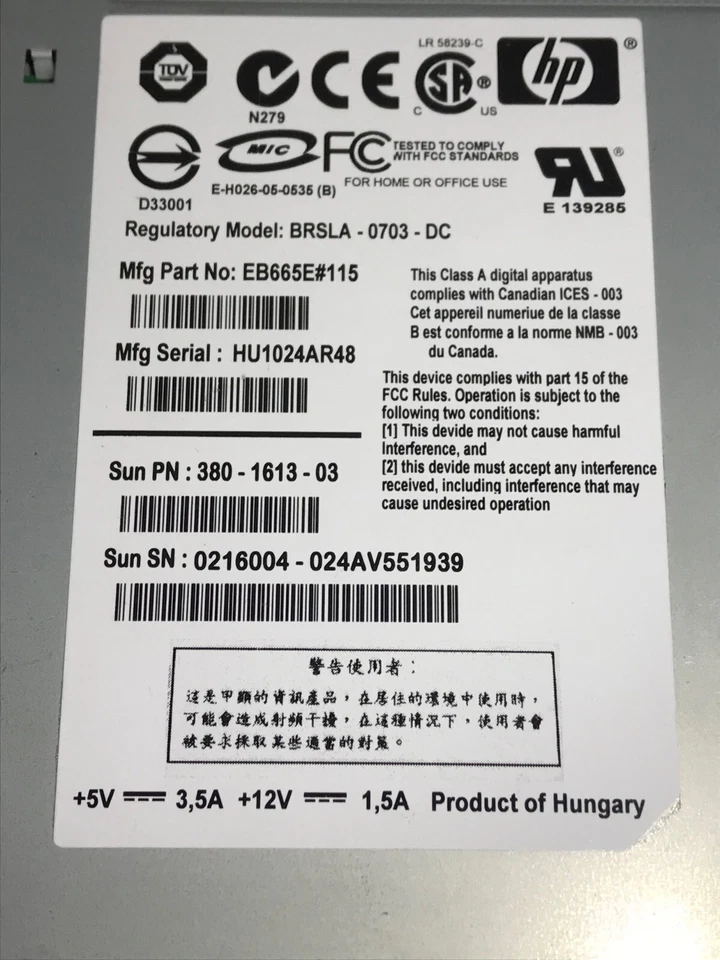 LR 58239-C
TÜV
CE
SA
C
US
hp
®
N279
MIC
FC
TESTED TO COMPLY
WITH FCC STANDARDS
FOR HOME OR OFFICE USE
E-H026-05-0535 (B)
D33001
E 139285
Regulatory Model: BRSLA - 0703 - DC
Mfg Part No: EB665E#115
Mfg Serial : HU1024AR48
This Class A digital apparatus
complies with Canadian ICES - 003
Cet appereil numeriue de la classe
B est conforme a la norme NMB - 003
du Canada.
This device complies with part 15 of the
FCC Rules. Operation is subject to the
following two conditions:
[1] This devide may not cause harmful
Interference, and
[2] this devide must accept any interference
received, including interference that may
cause undesired operation
Sun PN : 380 - 1613 - 03
Sun SN : 0216004 - 024AV551939
警告使用者：
這是甲類的資訊產品，在居住的環境中使用時，
可能會造成射頻干擾，在這種情況下，使用者會
被要求採取某些適當的對策。
+5V 3,5A +12V 1,5A Product of Hungary